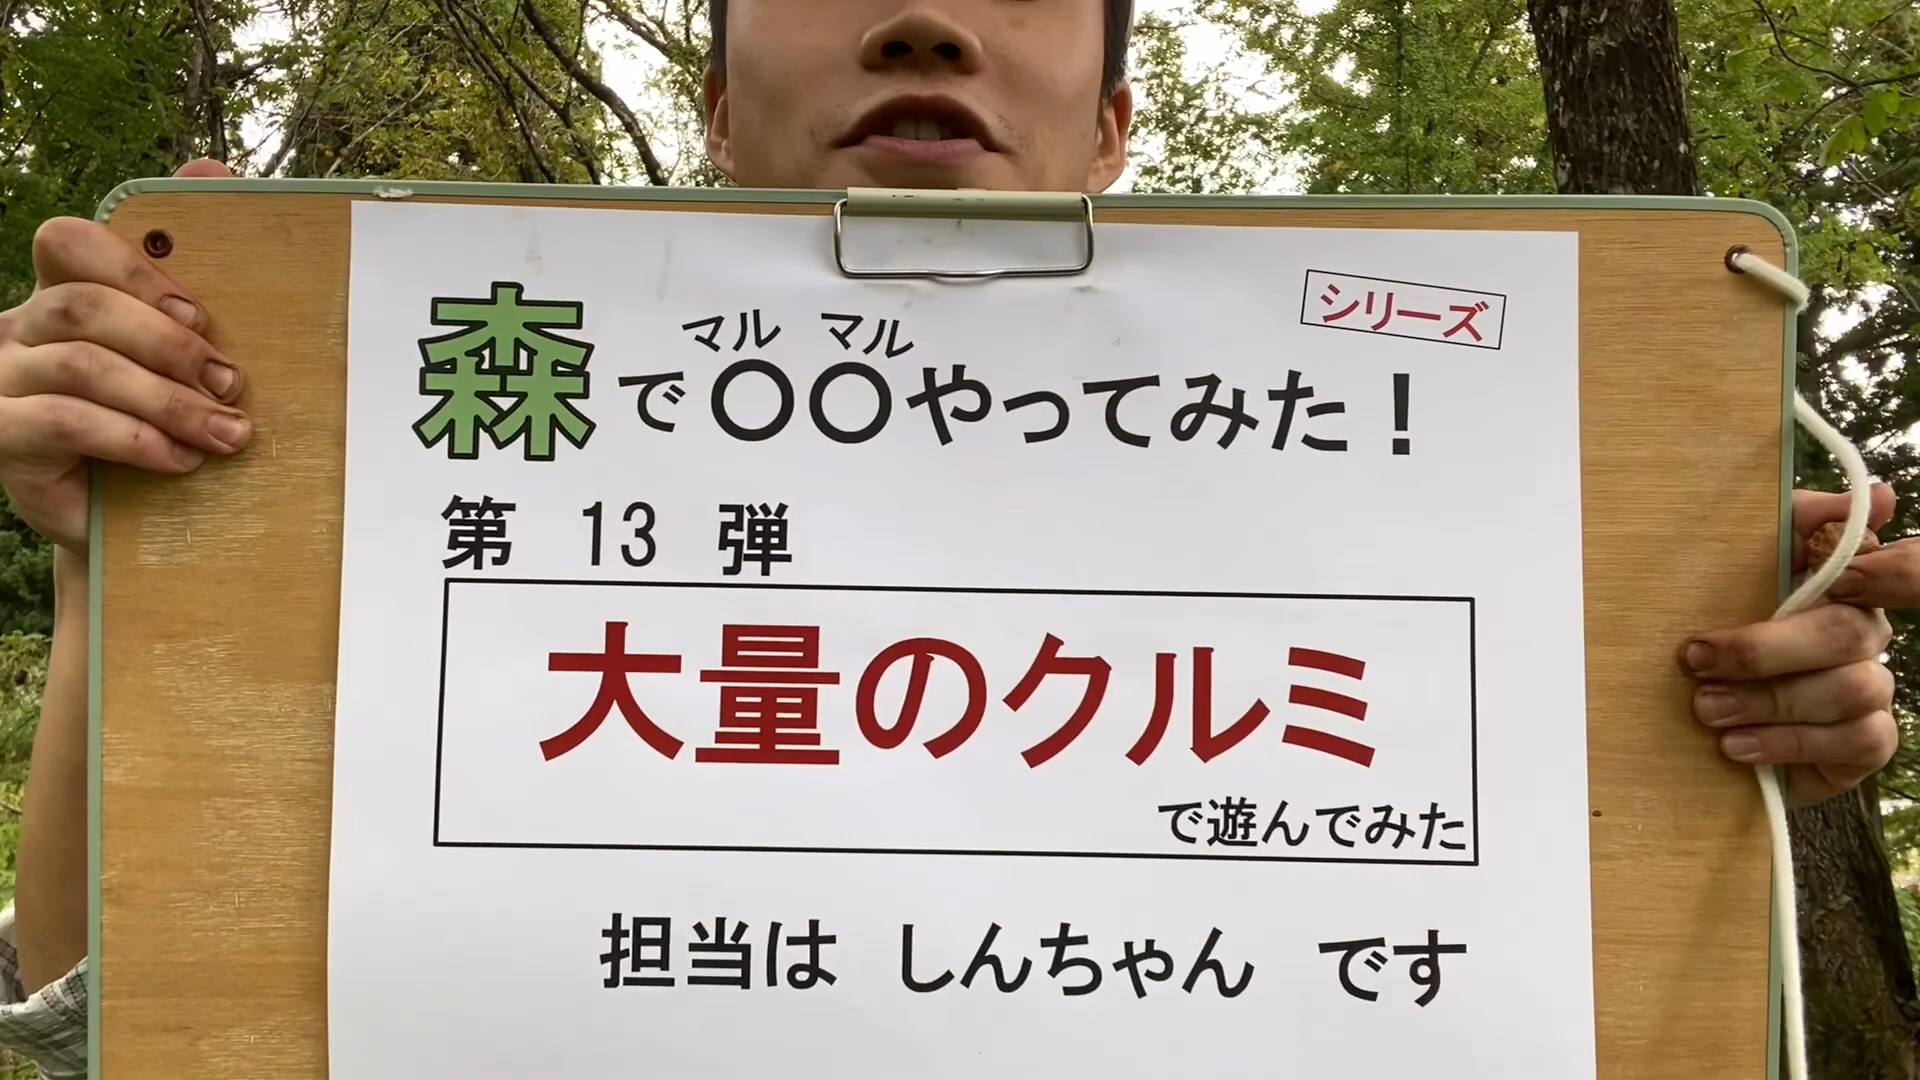 シリーズ
マル マル
森で〇〇やってみた！
第 13 弾
大量のクルミ
で遊んでみた
担当は しんちゃん です